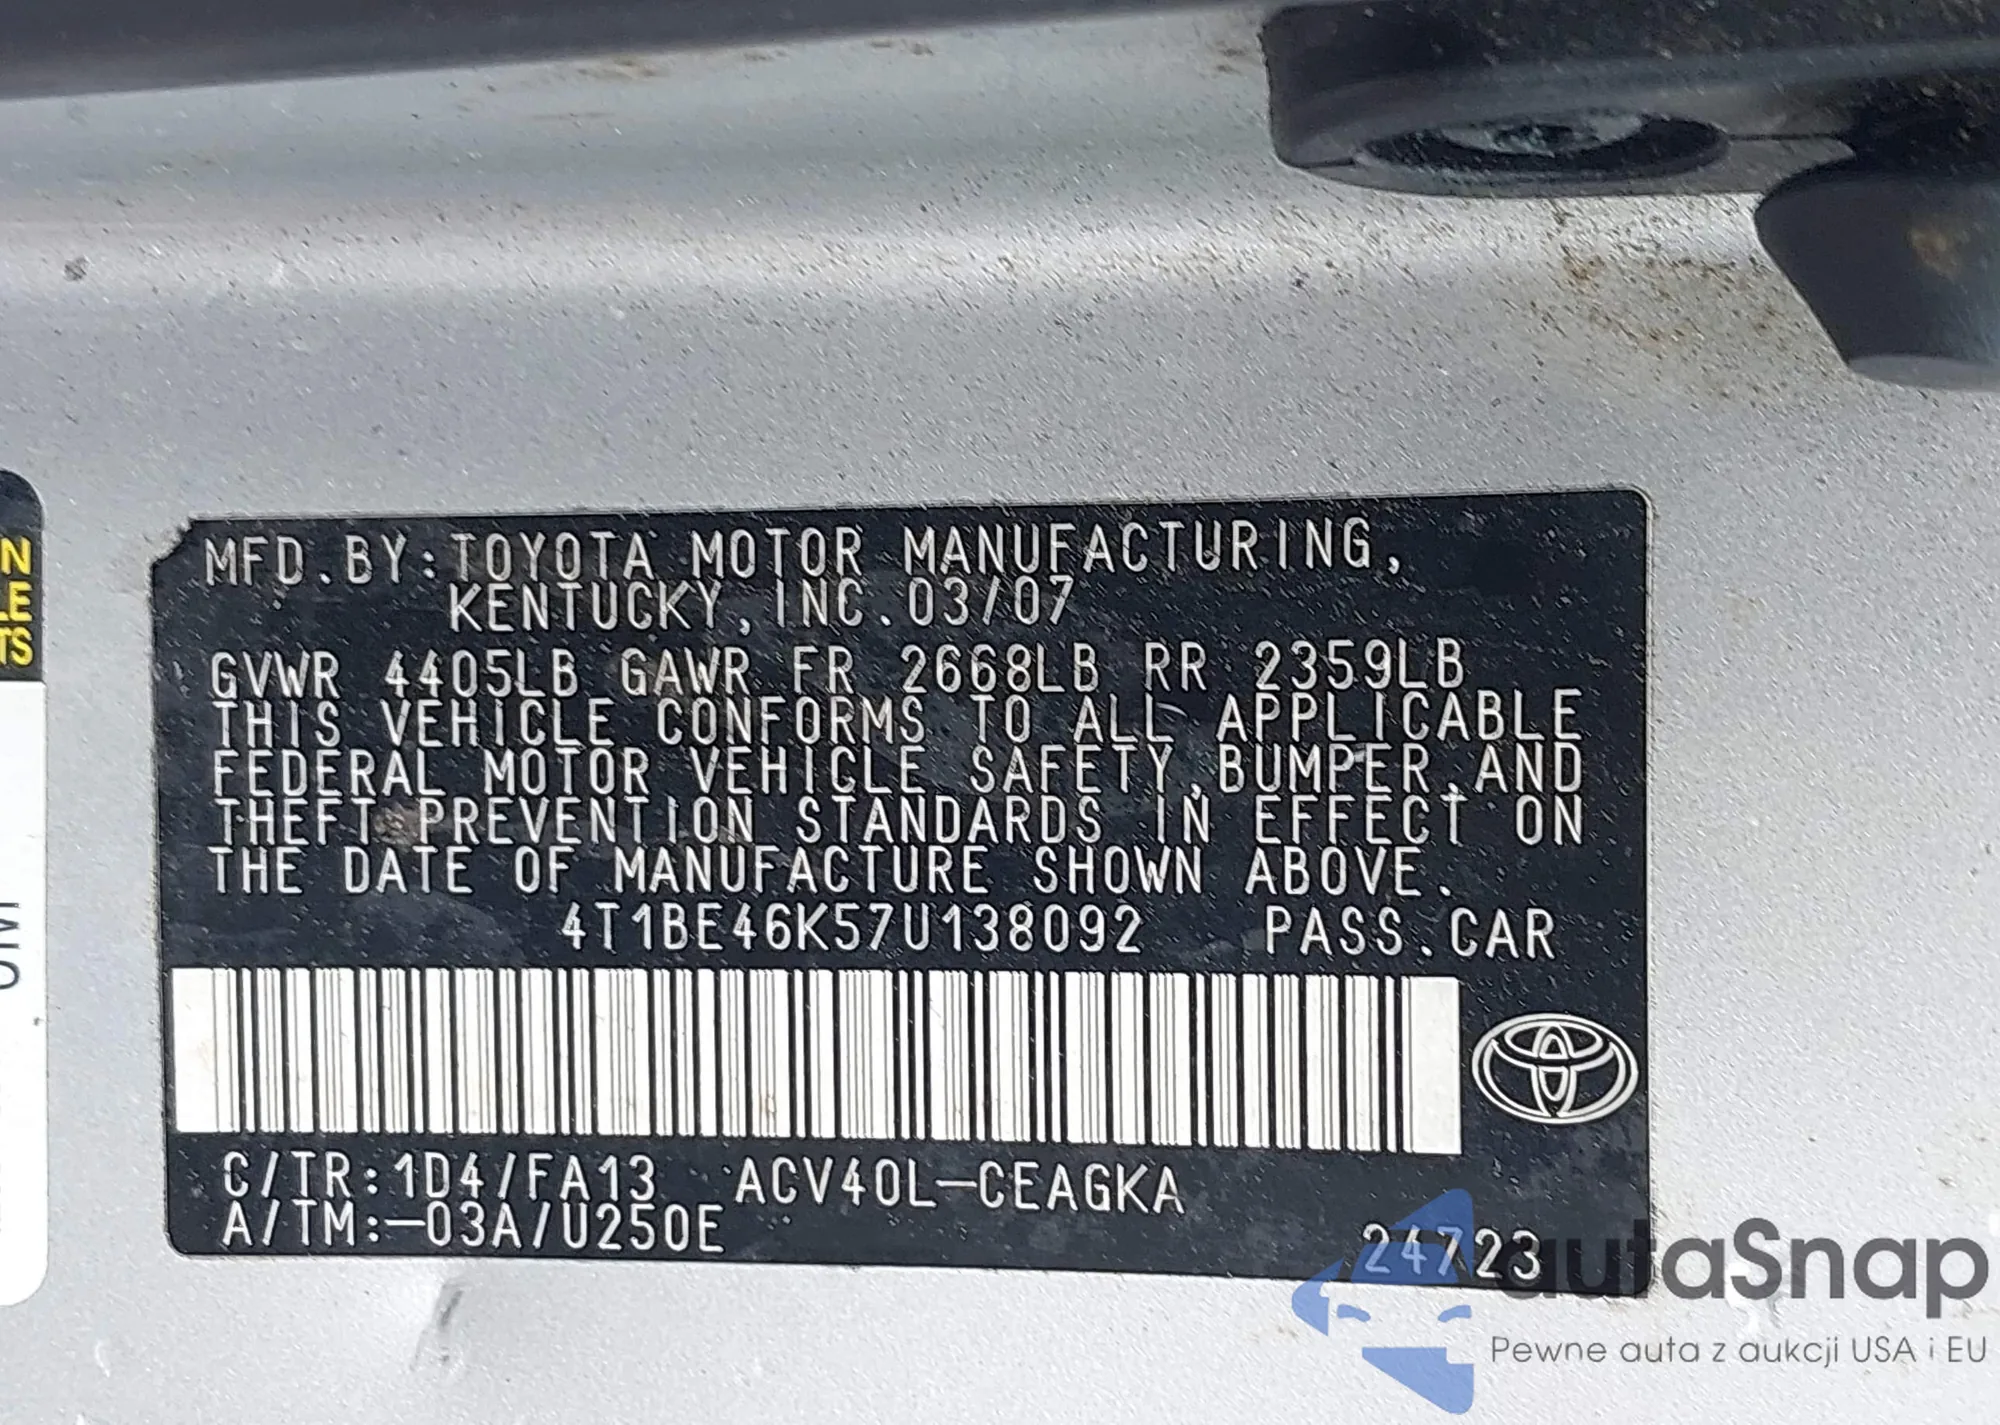 N
LE
TS
MFD.BY:TOYOTA MOTOR MANUFACTURING,
KENTUCKY, INC.03/07
GVWR 4405LB GAWR FR 2668LB RR 2359LB
THIS VEHICLE CONFORMS TO ALL APPLICABLE
FEDERAL MOTOR VEHICLE SAFETY,BUMPER,AND
THEFT PREVENTION STANDARDS IN EFFECT ON
THE DATE OF MANUFACTURE SHOWN ABOVE.
4T1BE46K57U138092 PASS.CAR
C/TR:1D4/FA13 ACV40L-CEAGKA
A/TM:-03A/U250E
24723
autaSnap
Pewne auta z aukcji USA i EU